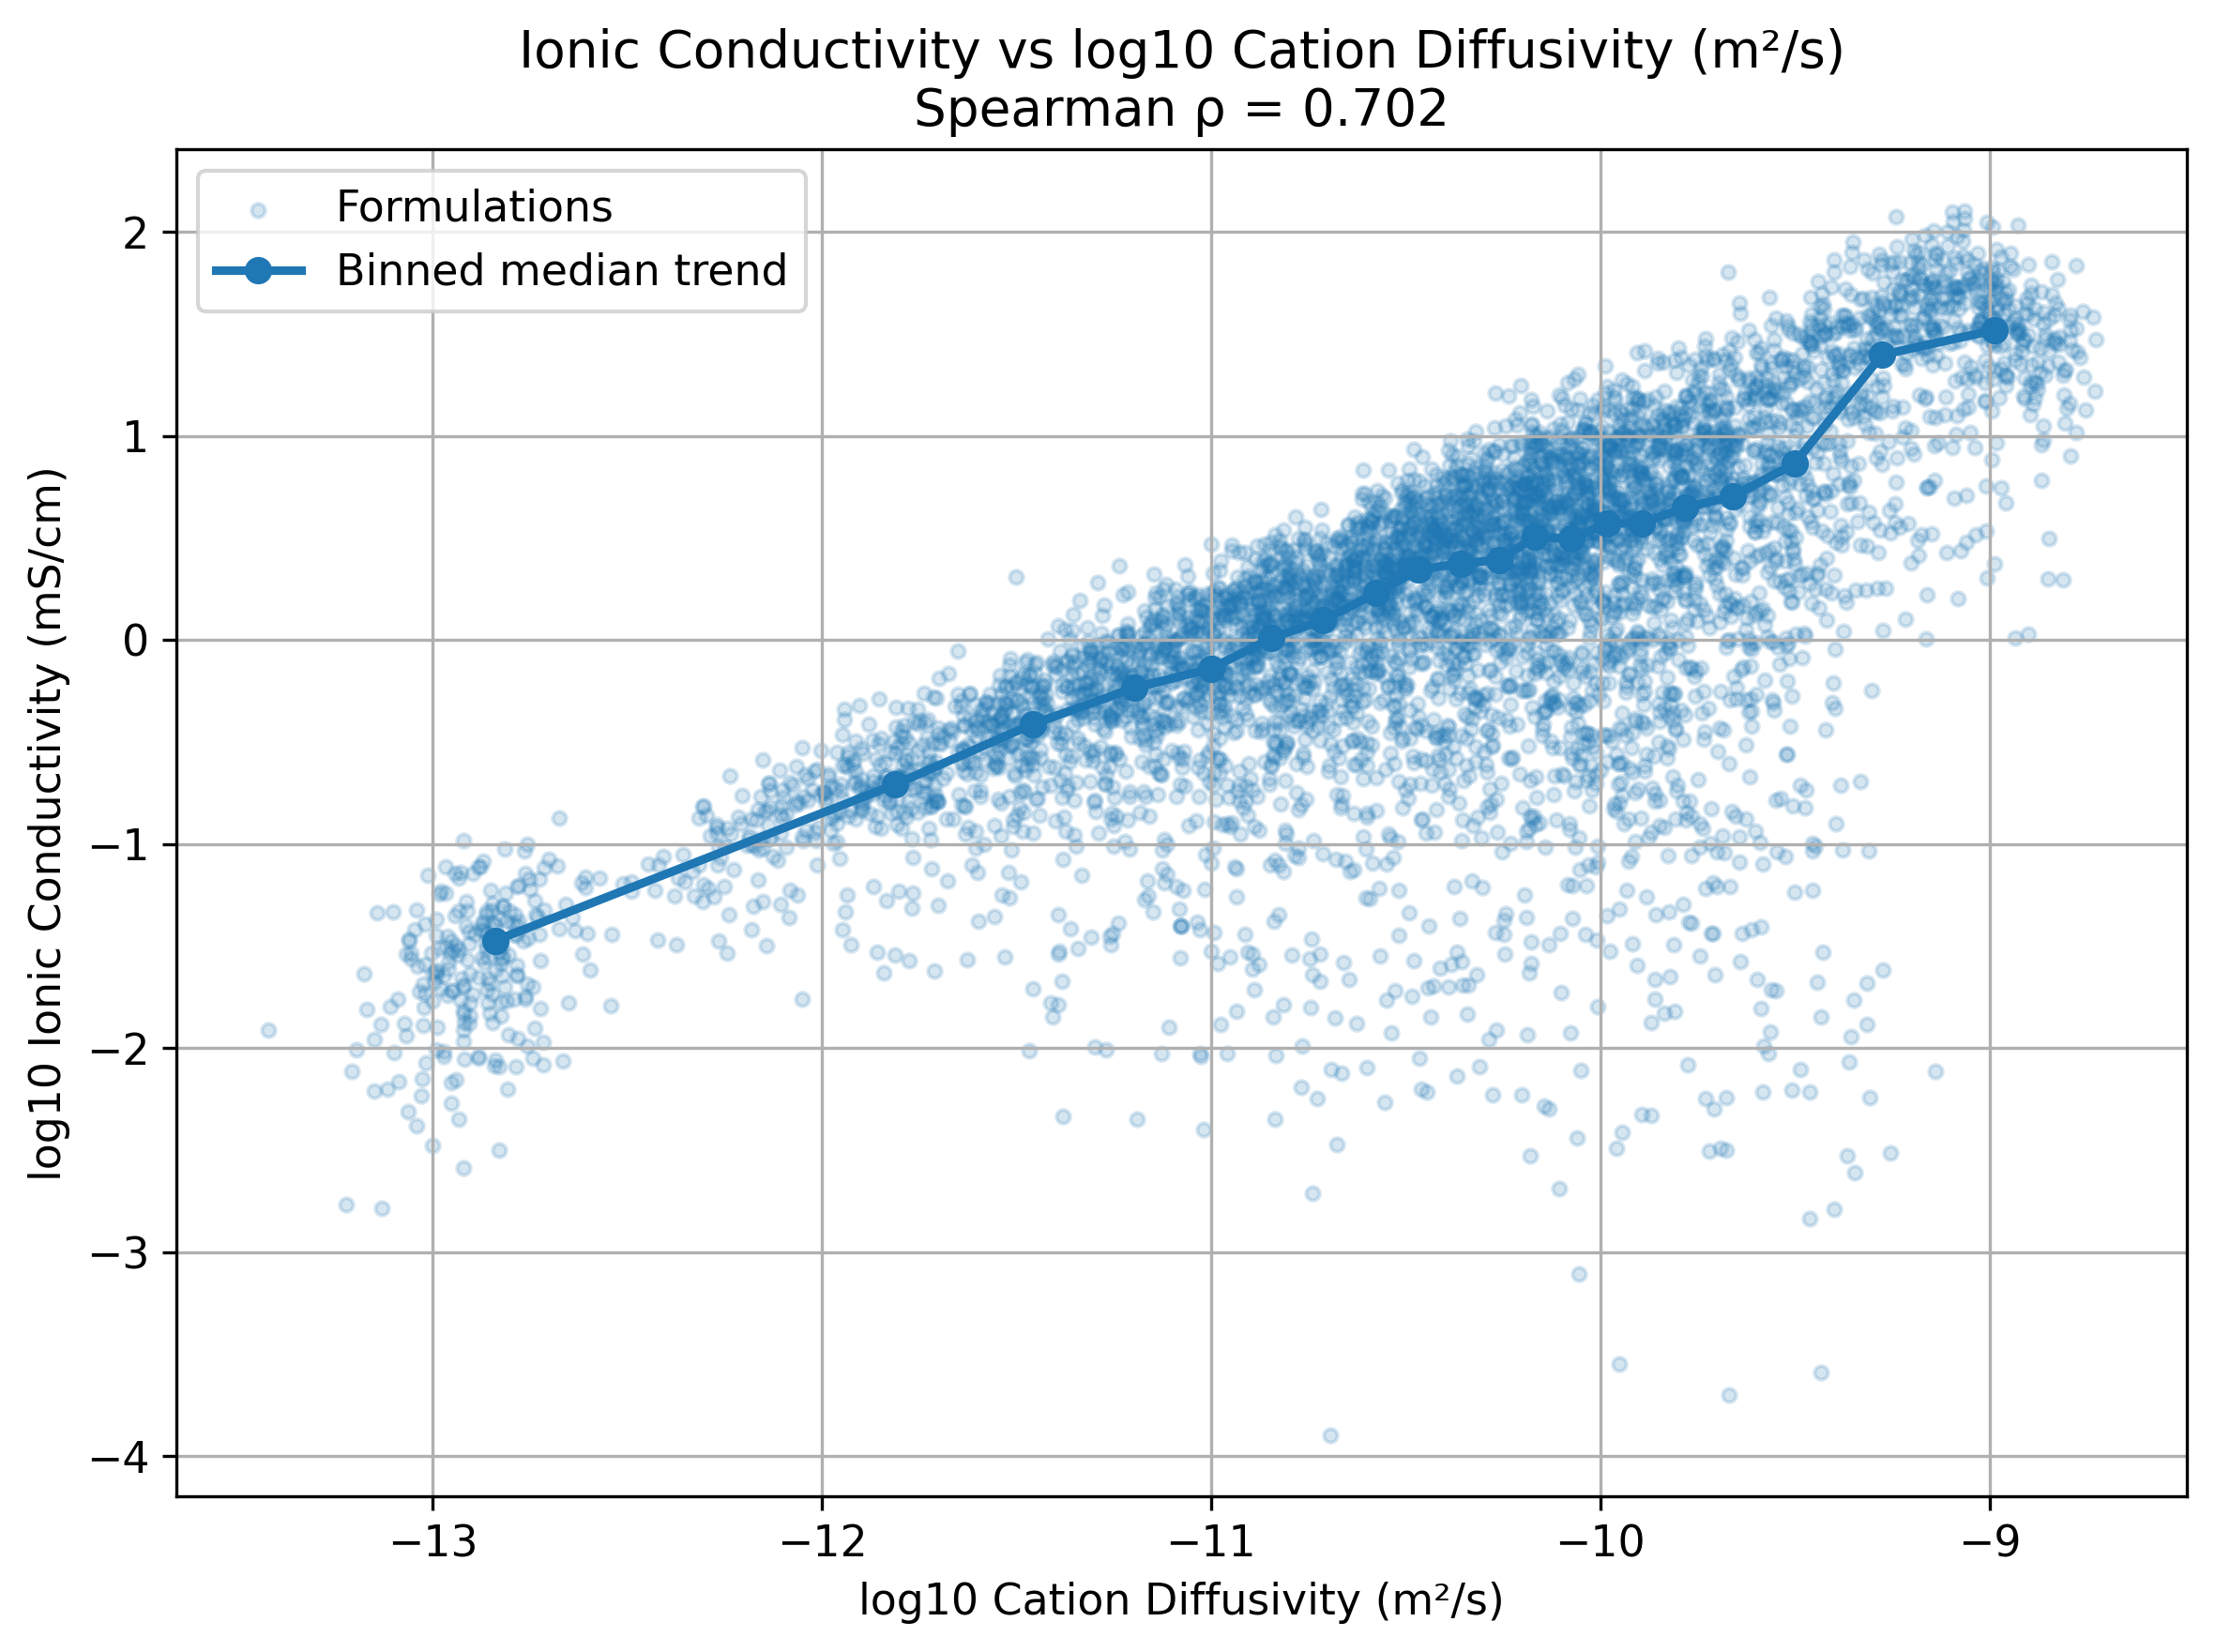 Ionic Conductivity vs log10 Cation Diffusivity (m²/s)
Spearman ρ = 0.702
Formulations
Binned median trend
log10 Ionic Conductivity (mS/cm)
2
1
0
−1
−2
−3
−4
−13
−12
−11
−10
−9
log10 Cation Diffusivity (m²/s)